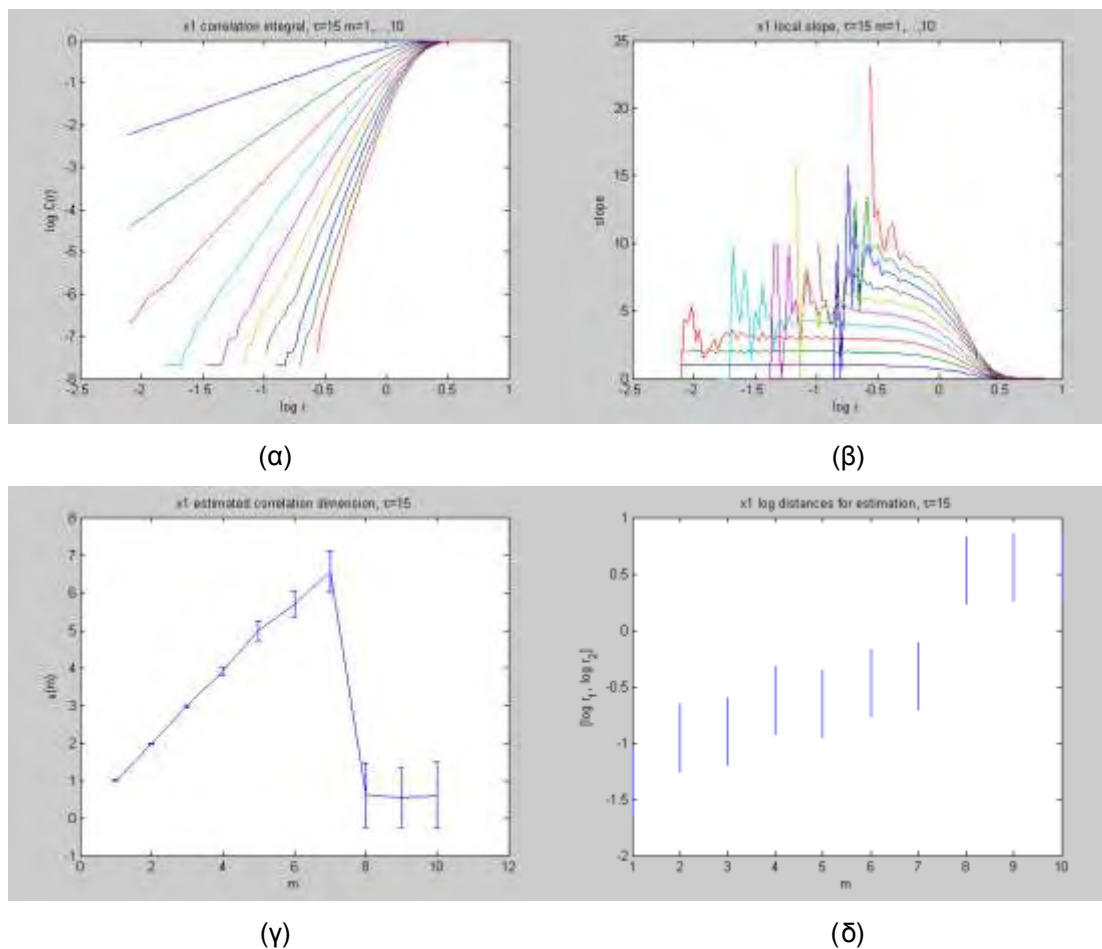 x1 correlation integral, τ=15 m=1,...,10
0
-1
-2
-3
-4
-5
-6
-7
-8
log C(r)
-2.5 -2 -1.5 -1 -0.5 0 0.5 1
log r
(α)
x1 local slope, τ=15 m=1,...,10
25
20
15
10
5
0
slope
-2.5 -2 -1.5 -1 -0.5 0 0.5 1
log r
(β)
x1 estimated correlation dimension, τ=15
8
7
6
5
4
3
2
1
0
-1
ν(m)
0 2 4 6 8 10 12
m
(γ)
x1 log distances for estimation, τ=15
1
0.5
0
-0.5
-1
-1.5
-2
[log r1, log r2]
1 2 3 4 5 6 7 8 9 10
m
(δ)